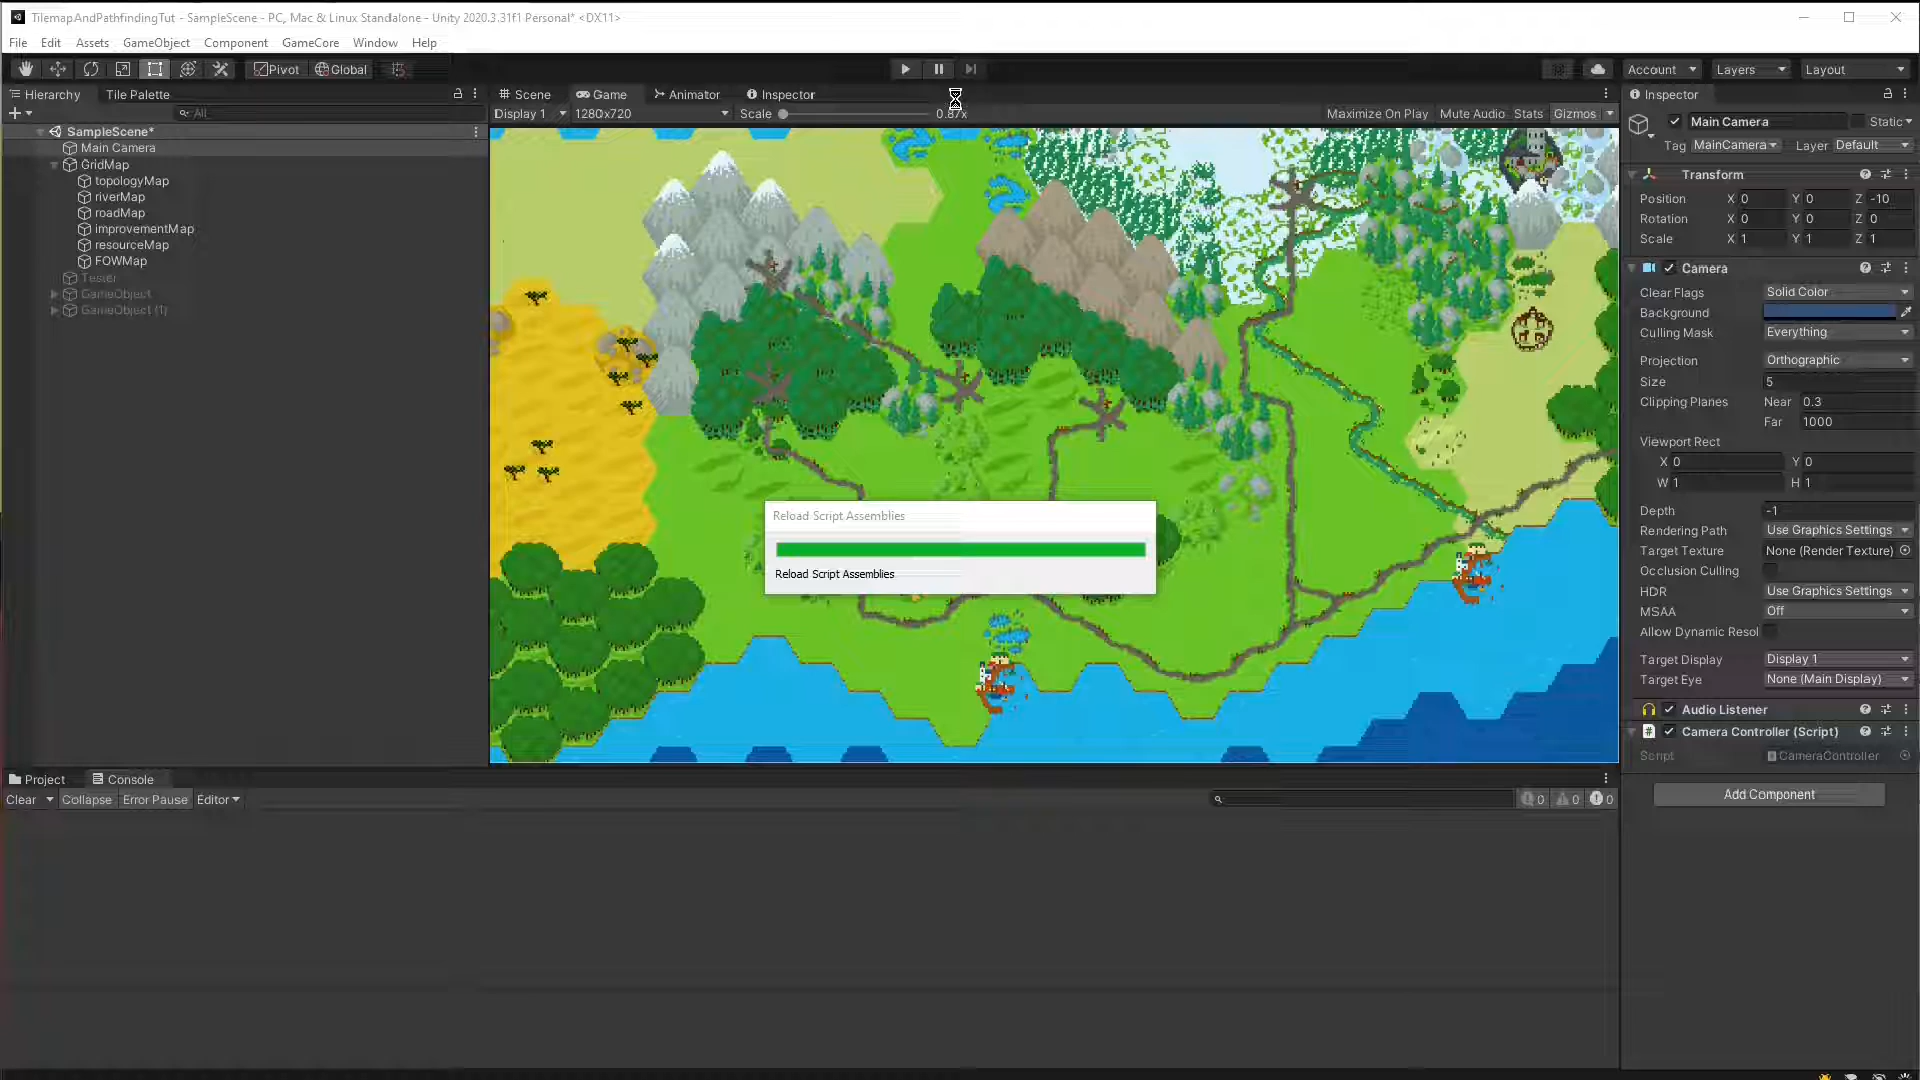 TilemapAndPathfindingTut - SampleScene - PC, Mac & Linux Standalone - Unity 2020.3.31f1 Personal* <DX11>
File Edit Assets GameObject Component GameCore Window Help
Pivot Global Account Layers Layout
Hierarchy Tile Palette
All
SampleScene*
Main Camera
GridMap
topologyMap
riverMap
roadMap
improvementMap
resourceMap
FOWMap
Tester
GameObject
GameObject (1)
Scene Game Animator Inspector
Display 1 1280x720 Scale 0.87x Maximize On Play Mute Audio Stats Gizmos
Reload Script Assemblies
Reload Script Assemblies
Inspector
Main Camera Static
Tag MainCamera Layer Default
Transform
Position X 0 Y 0 Z -10
Rotation X 0 Y 0 Z 0
Scale X 1 Y 1 Z 1
Camera
Clear Flags Solid Color
Background
Culling Mask Everything
Projection Orthographic
Size 5
Clipping Planes Near 0.3
Far 1000
Viewport Rect
X 0 Y 0
W 1 H 1
Depth -1
Rendering Path Use Graphics Settings
Target Texture None (Render Texture)
Occlusion Culling
HDR Use Graphics Settings
MSAA Off
Allow Dynamic Resol
Target Display Display 1
Target Eye None (Main Display)
Audio Listener
# Camera Controller (Script)
Script CameraController
Add Component
Project Console
Clear Collapse Error Pause Editor 0 0 0